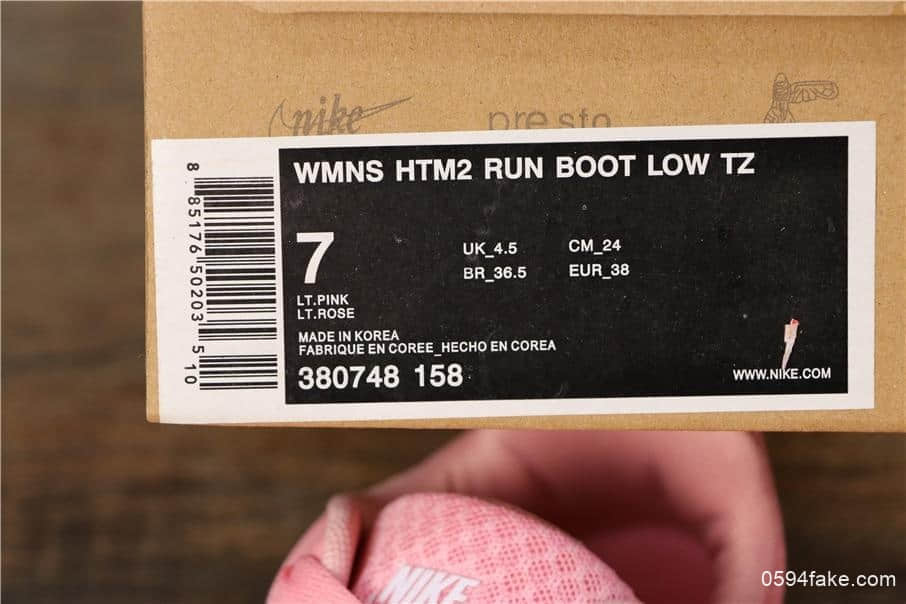 nike
presto
WMNS HTM2 RUN BOOT LOW TZ
7
UK_4.5 CM_24
BR_36.5 EUR_38
LT.PINK
LT.ROSE
MADE IN KOREA
FABRIQUE EN COREE_HECHO EN COREA
380748 158
WWW.NIKE.COM
8 85176 50203 5 10
NIKE
0594fake.com